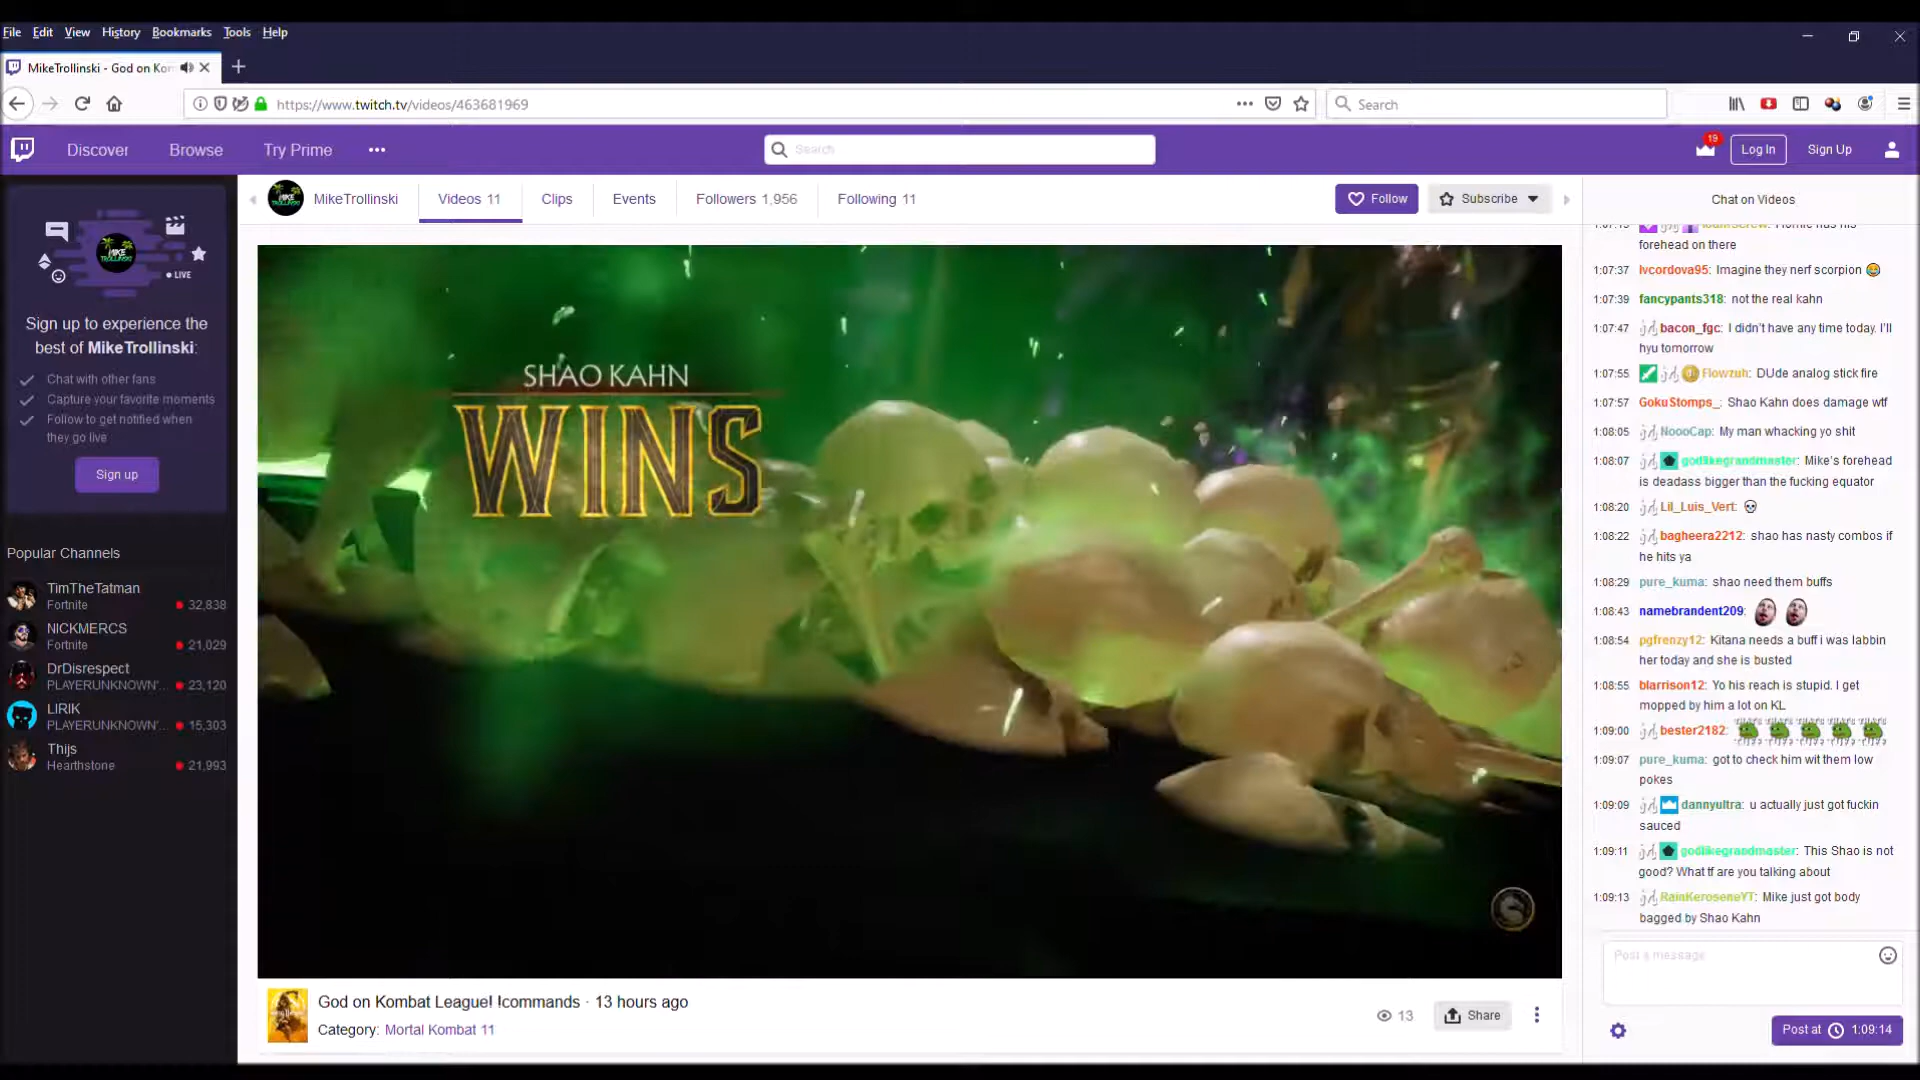 File Edit View History Bookmarks Tools Help
MikeTrollinski - God on Kor
https://www.twitch.tv/videos/463681969
Search
Discover Browse Try Prime
Search
19
Log In
Sign Up
MikeTrollinski
Videos 11
Clips
Events
Followers 1,956
Following 11
Follow
Subscribe
Chat on Videos
MIKE
TROLLINSKI
LIVE
Sign up to experience the
best of MikeTrollinski:
Chat with other fans
Capture your favorite moments
Follow to get notified when
they go live
Sign up
Popular Channels
TimTheTatman
Fortnite 32,838
NICKMERCS
Fortnite 21,029
DrDisrespect
PLAYERUNKNOWN'... 23,120
LIRIK
PLAYERUNKNOWN'... 15,303
Thijs
Hearthstone 21,993
SHAO KAHN
WINS
God on Kombat League! !commands · 13 hours ago
Category: Mortal Kombat 11
13
Share
forehead on there
1:07:37 lvcordova95: Imagine they nerf scorpion
1:07:39 fancypants318: not the real kahn
1:07:47 bacon_fgc: I didn't have any time today. I'll
hyu tomorrow
1:07:55 Flowzuh: DUde analog stick fire
1:07:57 GokuStomps_: Shao Kahn does damage wtf
1:08:05 NoooCap: My man whacking yo shit
1:08:07 godlikegrandmaster: Mike's forehead
is deadass bigger than the fucking equator
1:08:20 Lil_Luis_Vert:
1:08:22 bagheera2212: shao has nasty combos if
he hits ya
1:08:29 pure_kuma: shao need them buffs
1:08:43 namebrandent209:
1:08:54 pgfrenzy12: Kitana needs a buff i was labbin
her today and she is busted
1:08:55 blarrison12: Yo his reach is stupid. I get
mopped by him a lot on KL
1:09:00 bester2182:
1:09:07 pure_kuma: got to check him wit them low
pokes
1:09:09 dannyultra: u actually just got fuckin
sauced
1:09:11 godlikegrandmaster: This Shao is not
good? What tf are you talking about
1:09:13 RainKeroseneYT: Mike just got body
bagged by Shao Kahn
Post a message
Post at 1:09:14